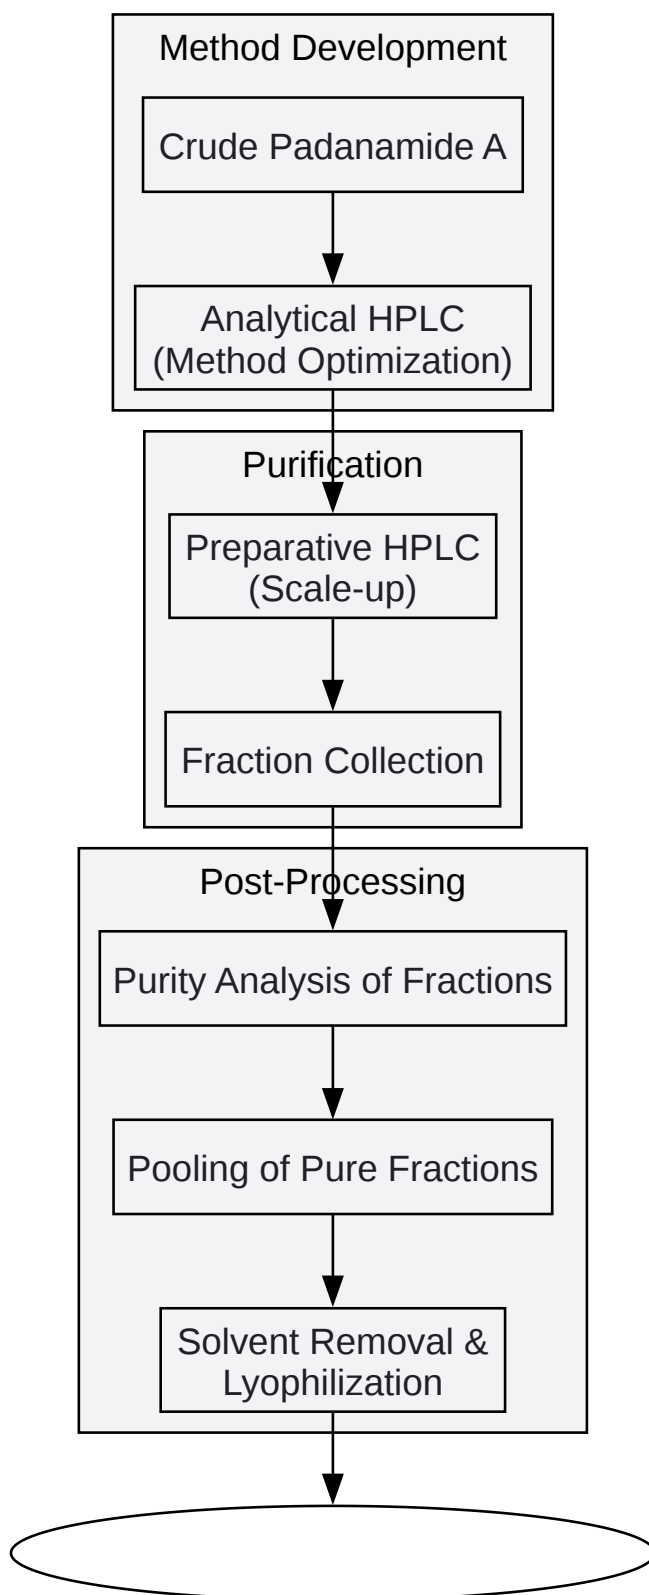 Method Development
Crude Padanamide A
Analytical HPLC
(Method Optimization)
Purification
Preparative HPLC
(Scale-up)
Fraction Collection
Post-Processing
Purity Analysis of Fractions
Pooling of Pure Fractions
Solvent Removal &
Lyophilization